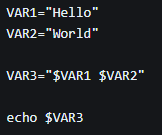 VAR1="Hello"
VAR2="World"
VAR3="$VAR1 $VAR2"
echo $VAR3